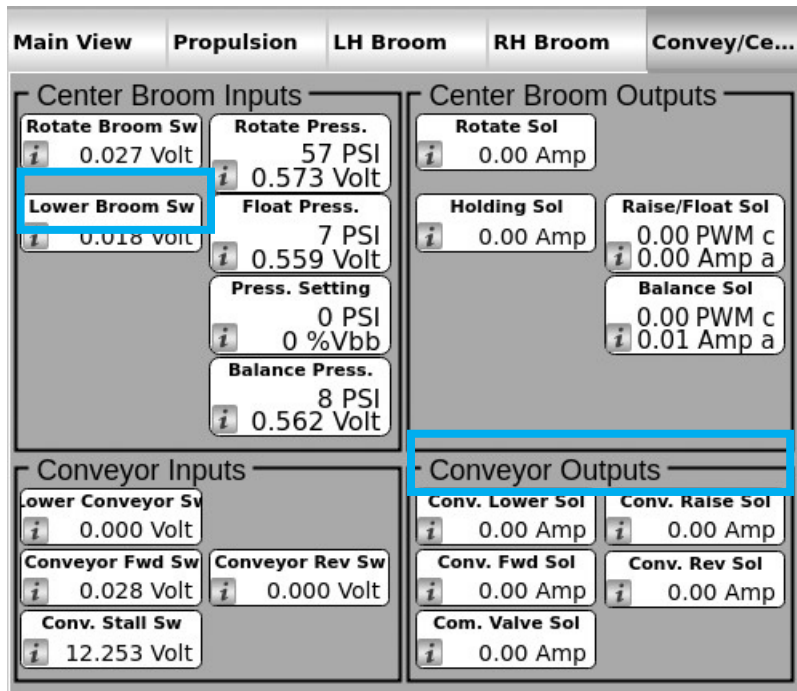 Main View
Propulsion
LH Broom
RH Broom
Convey/Ce...
Center Broom Inputs
Rotate Broom Sw
i 0.027 Volt
Rotate Press.
57 PSI
i 0.573 Volt
Lower Broom Sw
i 0.018 Volt
Float Press.
7 PSI
i 0.559 Volt
Press. Setting
0 PSI
i 0 %Vbb
Balance Press.
8 PSI
i 0.562 Volt
Center Broom Outputs
Rotate Sol
i 0.00 Amp
Holding Sol
i 0.00 Amp
Raise/Float Sol
0.00 PWM c
i 0.00 Amp a
Balance Sol
0.00 PWM c
i 0.01 Amp a
Conveyor Inputs
Lower Conveyor Sw
i 0.000 Volt
Conveyor Fwd Sw
i 0.028 Volt
Conveyor Rev Sw
i 0.000 Volt
Conv. Stall Sw
i 12.253 Volt
Conveyor Outputs
Conv. Lower Sol
i 0.00 Amp
Conv. Raise Sol
i 0.00 Amp
Conv. Fwd Sol
i 0.00 Amp
Conv. Rev Sol
i 0.00 Amp
Com. Valve Sol
i 0.00 Amp